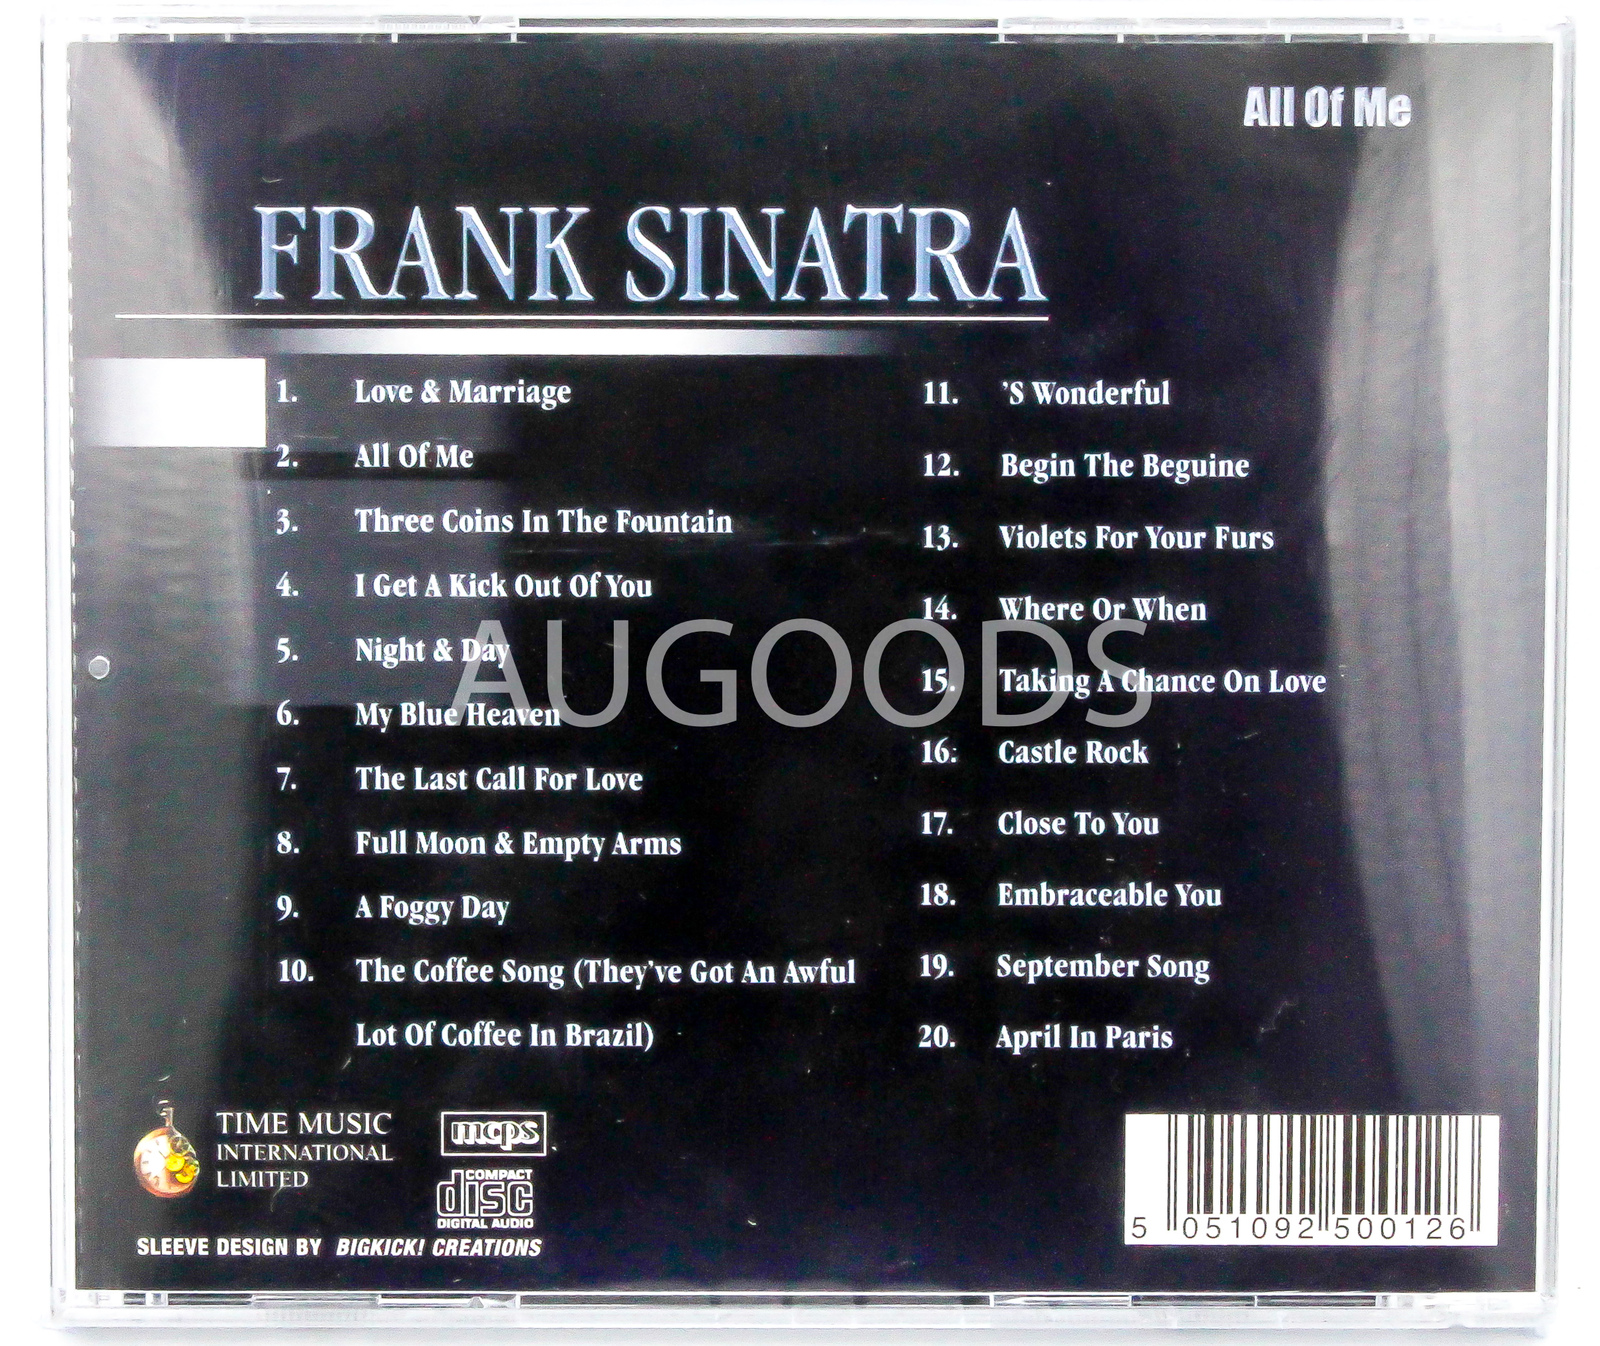 All Of Me
FRANK SINATRA
1. Love & Marriage
2. All Of Me
3. Three Coins In The Fountain
4. I Get A Kick Out Of You
5. Night & Day
6. My Blue Heaven
7. The Last Call For Love
8. Full Moon & Empty Arms
9. A Foggy Day
10. The Coffee Song (They've Got An Awful
Lot Of Coffee In Brazil)
11. 'S Wonderful
12. Begin The Beguine
13. Violets For Your Furs
14. Where Or When
15. Taking A Chance On Love
16. Castle Rock
17. Close To You
18. Embraceable You
19. September Song
20. April In Paris
AUGOODS
TIME MUSIC
INTERNATIONAL
LIMITED
mcps
COMPACT
disc
DIGITAL AUDIO
SLEEVE DESIGN BY BIGKICK! CREATIONS
5 051092 500126